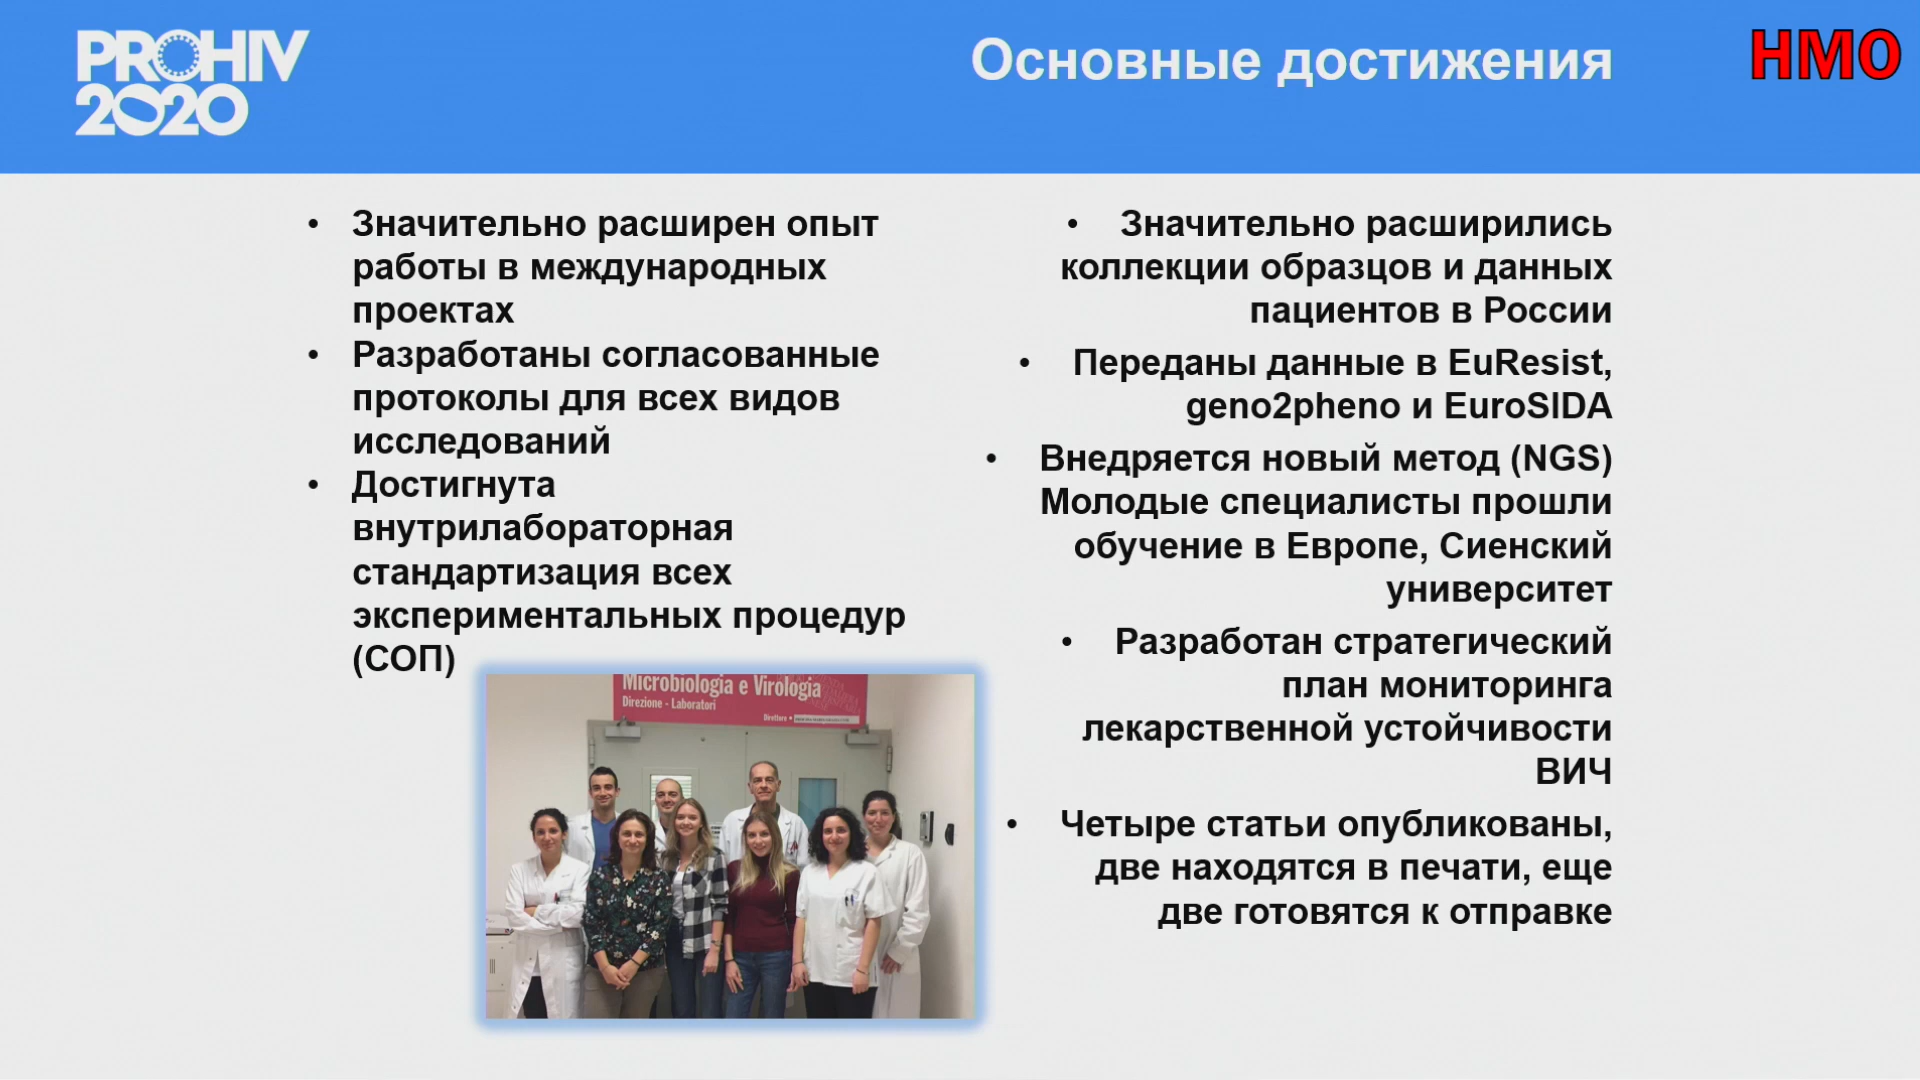 PROHIV
2020
Основные достижения
НМО
• Значительно расширен опыт
работы в международных
проектах
• Разработаны согласованные
протоколы для всех видов
исследований
• Достигнута
внутрилабораторная
стандартизация всех
экспериментальных процедур
(СОП)
• Значительно расширились
коллекции образцов и данных
пациентов в России
• Переданы данные в EuResist,
geno2pheno и EuroSIDA
• Внедряется новый метод (NGS)
Молодые специалисты прошли
обучение в Европе, Сиенский
университет
• Разработан стратегический
план мониторинга
лекарственной устойчивости
ВИЧ
• Четыре статьи опубликованы,
две находятся в печати, еще
две готовятся к отправке
Microbiologia e Virologia
Direzione - Laboratori
Direttore •